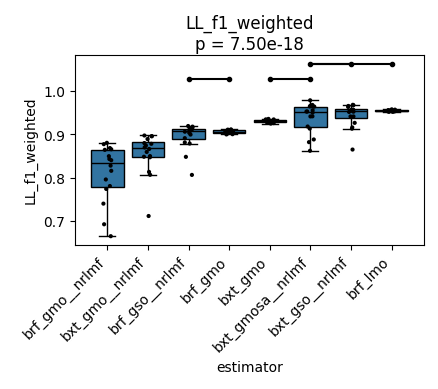 LL_f1_weighted
p = 7.50e-18
LL_f1_weighted
1.0
0.9
0.8
0.7
brf_gmo__nrlmf
bxt_gmo__nrlmf
brf_gso__nrlmf
brf_gmo
bxt_gmo
bxt_gmosa__nrlmf
bxt_gso__nrlmf
brf_lmo
estimator